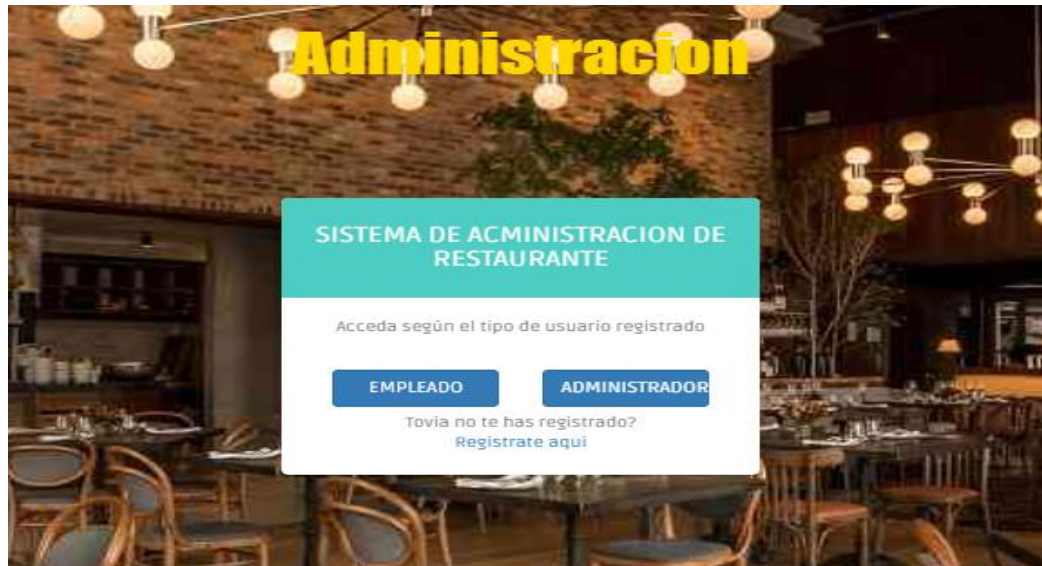 Administracion
SISTEMA DE ACMINISTRACION DE
RESTAURANTE
Acceda según el tipo de usuario registrado
EMPLEADO
ADMINISTRADOR
Tovia no te has registrado?
Registrate aqui